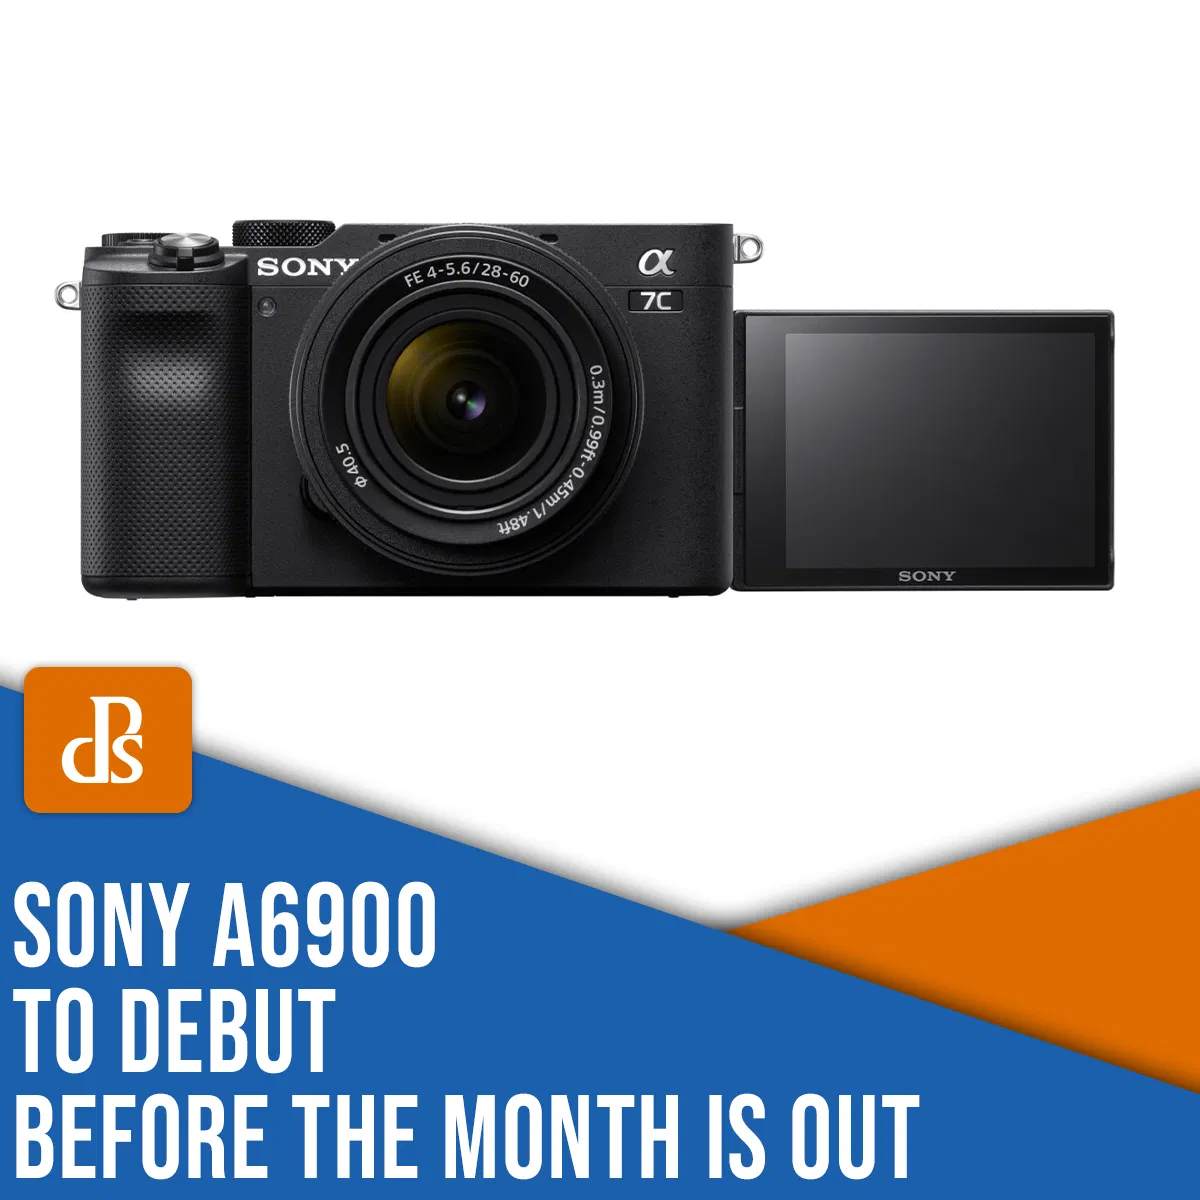 SONY
FE 4-5.6/28-60
α
7C
0.3m/0.99ft-0.45m/1.48ft
Φ40.5
SONY
dPS
SONY A6900
TO DEBUT
BEFORE THE MONTH IS OUT